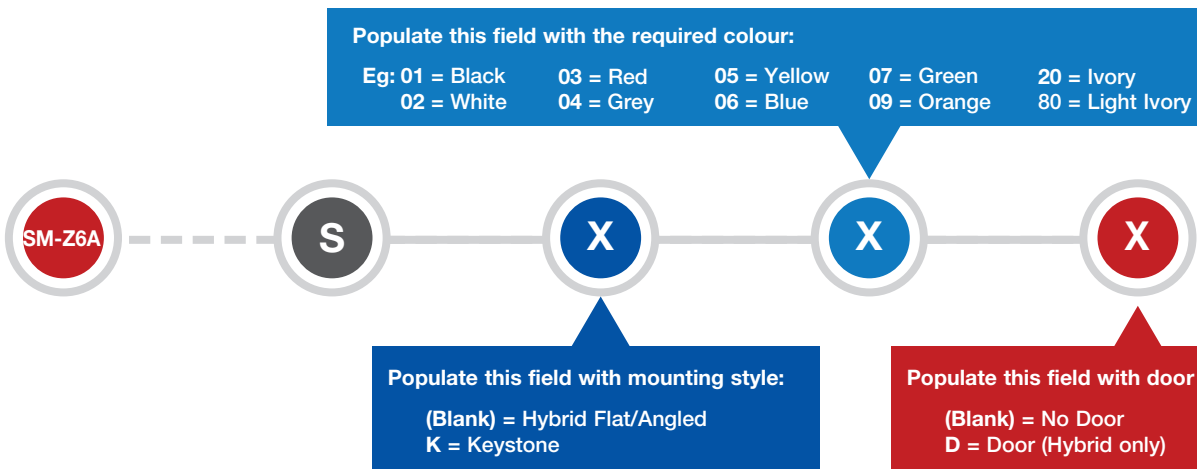 Populate this field with the required colour:
Eg: 01 = Black 03 = Red 05 = Yellow 07 = Green 20 = Ivory
02 = White 04 = Grey 06 = Blue 09 = Orange 80 = Light Ivory
SM-Z6A S X X X
Populate this field with mounting style:
(Blank) = Hybrid Flat/Angled
K = Keystone
Populate this field with door
(Blank) = No Door
D = Door (Hybrid only)